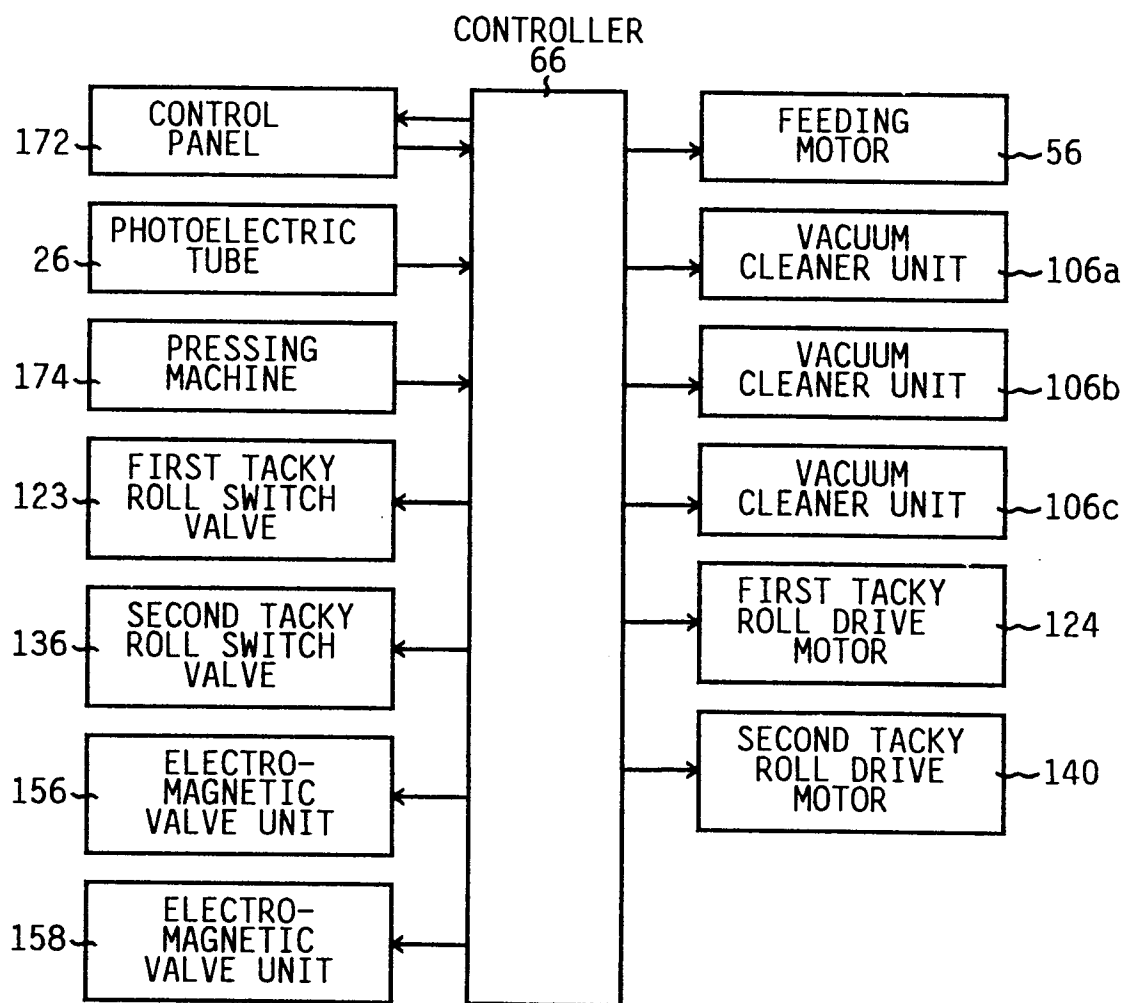 CONTROLLER
66
CONTROL
PANEL
172
PHOTOELECTRIC
TUBE
26
PRESSING
MACHINE
174
FIRST TACKY
ROLL SWITCH
VALVE
123
SECOND TACKY
ROLL SWITCH
VALVE
136
ELECTRO-
MAGNETIC
VALVE UNIT
156
ELECTRO-
MAGNETIC
VALVE UNIT
158
FEEDING
MOTOR
56
VACUUM
CLEANER UNIT
106a
VACUUM
CLEANER UNIT
106b
VACUUM
CLEANER UNIT
106c
FIRST TACKY
ROLL DRIVE
MOTOR
124
SECOND TACKY
ROLL DRIVE
MOTOR
140